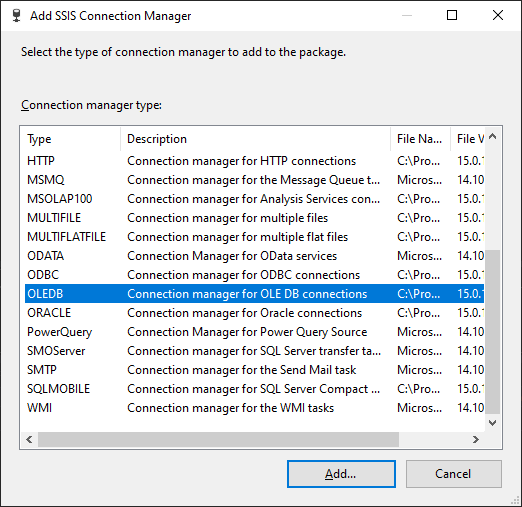 Add SSIS Connection Manager
Select the type of connection manager to add to the package.
Connection manager type:
Type Description File Na... File V
HTTP Connection manager for HTTP connections C:\Pro... 15.0.1
MSMQ Connection manager for the Message Queue t... Micros... 14.10
MSOLAP100 Connection manager for Analysis Services con... C:\Pro... 15.0.1
MULTIFILE Connection manager for multiple files C:\Pro... 15.0.1
MULTIFLATFILE Connection manager for multiple flat files C:\Pro... 15.0.1
ODATA Connection manager for OData services Micros... 14.10
ODBC Connection manager for ODBC connections C:\Pro... 15.0.1
OLEDB Connection manager for OLE DB connections C:\Pro... 15.0.1
ORACLE Connection manager for Oracle connections C:\Pro... 15.0.1
PowerQuery Connection manager for Power Query Source Micros... 14.10
SMOServer Connection manager for SQL Server transfer ta... Micros... 14.10
SMTP Connection manager for the Send Mail task Micros... 14.10
SQLMOBILE Connection manager for SQL Server Compact ... C:\Pro... 15.0.1
WMI Connection manager for the WMI tasks Micros... 14.10
Add... Cancel